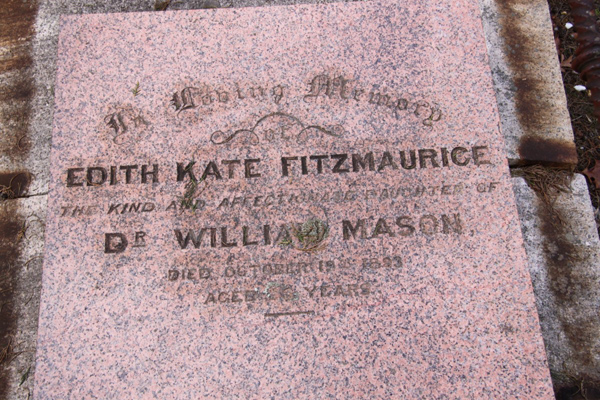 In Loving Memory
OF
EDITH KATE FITZMAURICE
THE KIND AND AFFECTIONATE DAUGHTER OF
DR WILLIAM MASON.
DIED OCTOBER
AGED YEARS